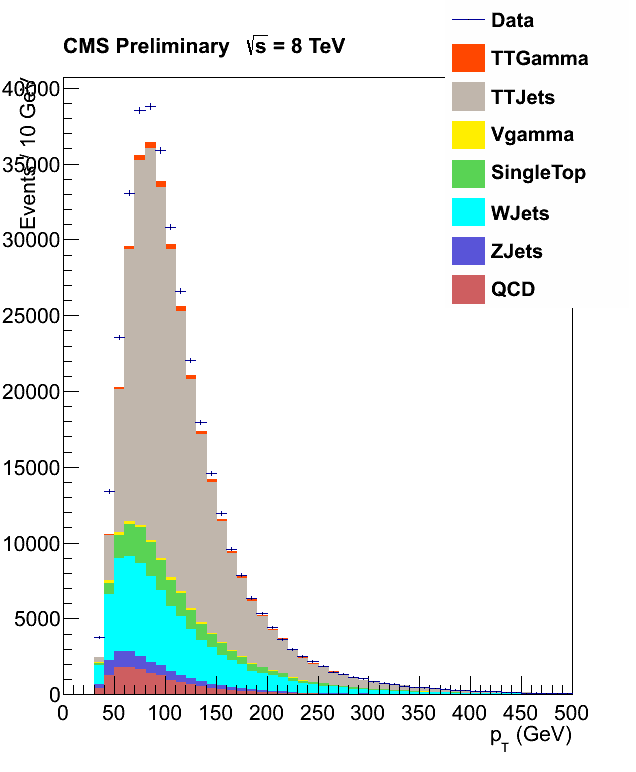 CMS Preliminary √s = 8 TeV
Data
TTGamma
TTJets
Vgamma
SingleTop
WJets
ZJets
QCD
Events / 10 GeV
40000
35000
30000
25000
20000
15000
10000
5000
0
0 50 100 150 200 250 300 350 400 450 500
p_T (GeV)